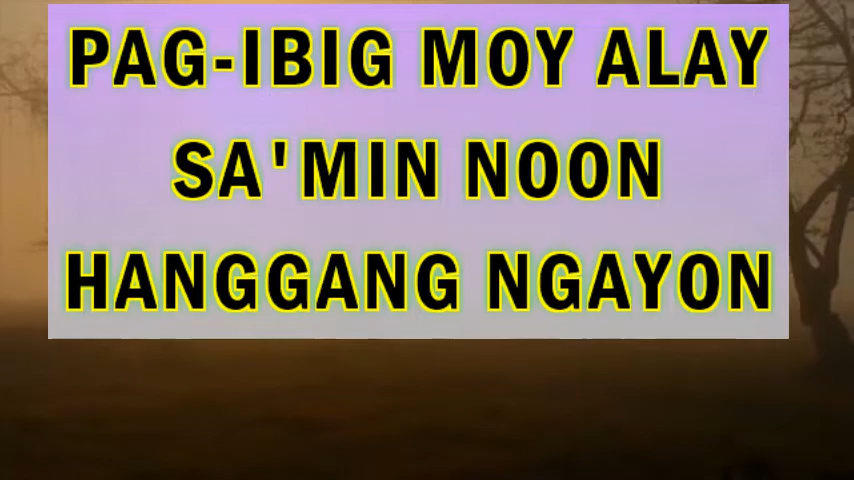 PAG-IBIG MOY ALAY
SA'MIN NOON
HANGGANG NGAYON